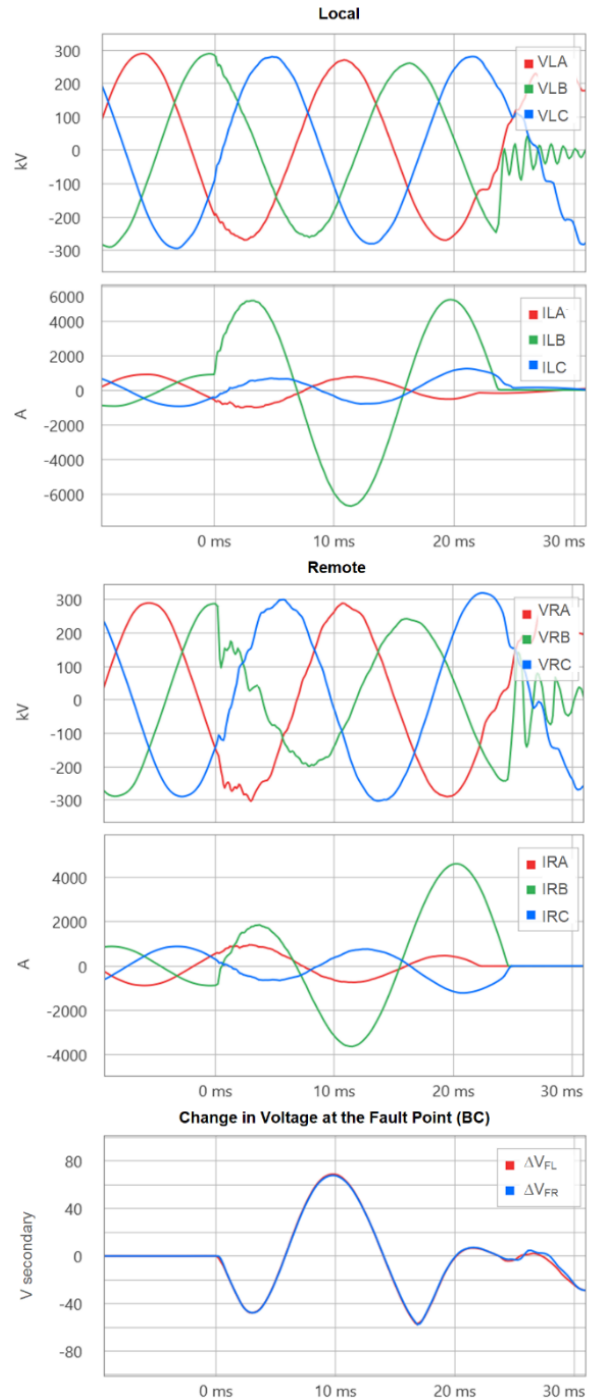 Local
300
200
100
0
-100
-200
-300
kV
VLA
VLB
VLC
6000
4000
2000
0
-2000
-4000
-6000
A
ILA
ILB
ILC
0 ms
10 ms
20 ms
30 ms
Remote
300
200
100
0
-100
-200
-300
kV
VRA
VRB
VRC
4000
2000
0
-2000
-4000
A
IRA
IRB
IRC
0 ms
10 ms
20 ms
30 ms
Change in Voltage at the Fault Point (BC)
80
40
0
-40
-80
V secondary
ΔVFL
ΔVFR
0 ms
10 ms
20 ms
30 ms